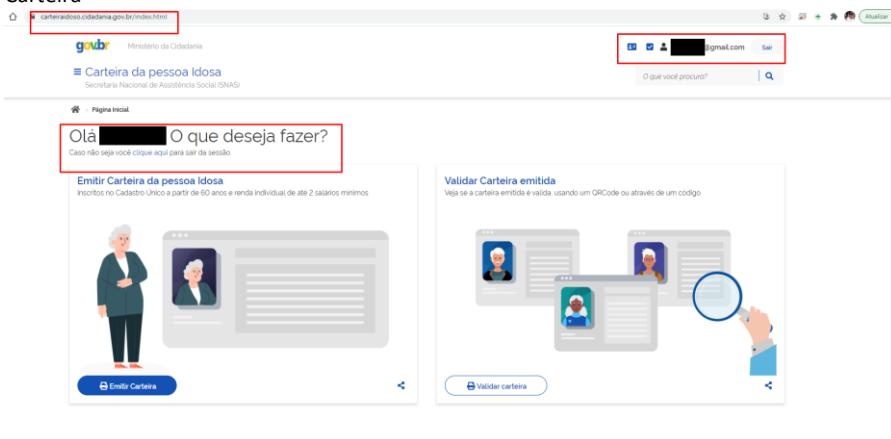 Carteira
carteiraidoso.cidadania.gov.br/index.html
Atualizar
gov.br Ministério da Cidadania
@gmail.com Sair
Carteira da pessoa Idosa
Secretaria Nacional de Assistência Social (SNAS)
O que você procura?
Página Inicial
Olá O que deseja fazer?
Caso não seja você clique aqui para sair da sessão
Emitir Carteira da pessoa Idosa
Inscritos no Cadastro Único a partir de 60 anos e renda individual de até 2 salários mínimos
Emitir Carteira
Validar Carteira emitida
Veja se a carteira emitida é valida, usando um QRCode ou através de um código
Validar carteira